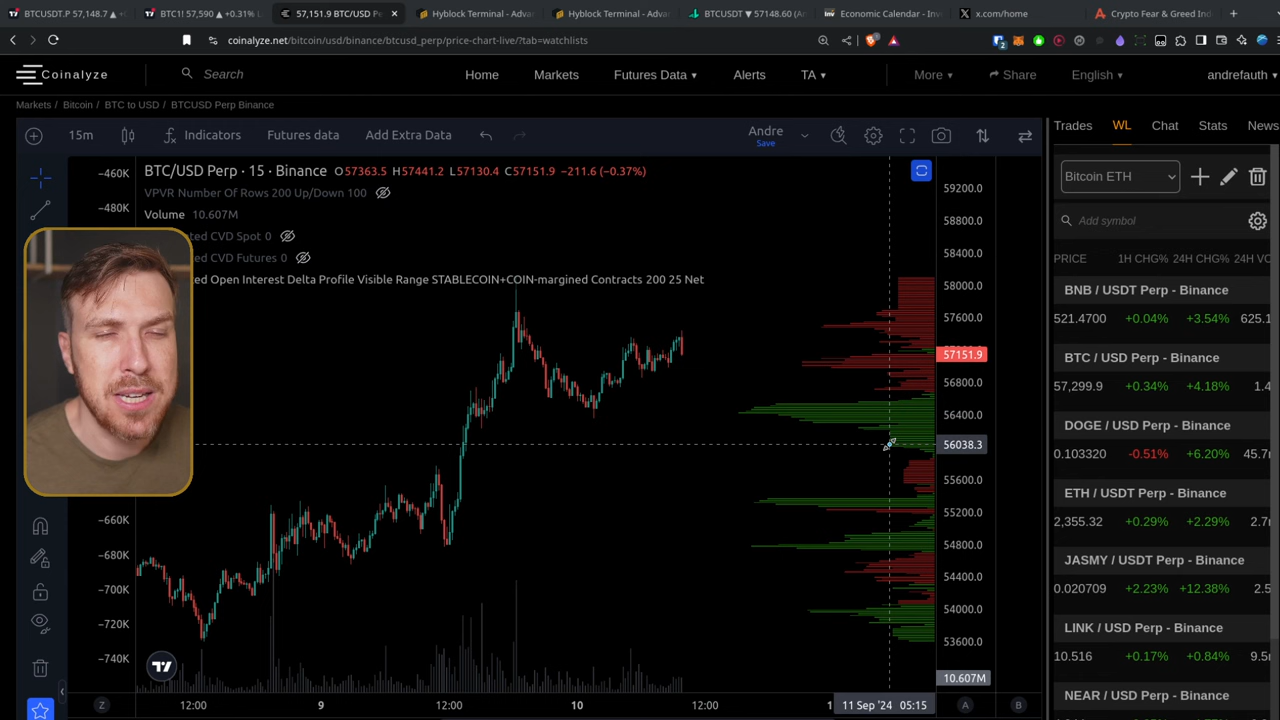 BTCUSDT.P 57,148.7 ▲ +
BTC1! 57,590 ▲ +0.31%
57,151.9 BTC/USD Pe
Hyblock Terminal - Adva
Hyblock Terminal - Adva
BTCUSDT ▼ 57148.60 (A
Economic Calendar - Inv
x.com/home
Crypto Fear & Greed Ind
coinalyze.net/bitcoin/usd/binance/btcusd_perp/price-chart-live/?tab=watchlists
Coinalyze
Search
Home
Markets
Futures Data
Alerts
TA
More
Share
English
andrefauth
Markets / Bitcoin / BTC to USD / BTCUSD Perp Binance
15m
Indicators
Futures data
Add Extra Data
Andre
Save
Trades
WL
Chat
Stats
News
−460K
−480K
−660K
−680K
−700K
−720K
−740K
BTC/USD Perp · 15 · Binance O57363.5 H57441.2 L57130.4 C57151.9 −211.6 (−0.37%)
VPVR Number Of Rows 200 Up/Down 100
Volume 10.607M
ted CVD Spot 0
ted CVD Futures 0
ed Open Interest Delta Profile Visible Range STABLECOIN+COIN-margined Contracts 200 25 Net
59200.0
58800.0
58400.0
58000.0
57600.0
57151.9
56800.0
56400.0
56038.3
55600.0
55200.0
54800.0
54400.0
54000.0
53600.0
10.607M
12:00
9
12:00
10
12:00
11 Sep '24 05:15
Z
A
B
Bitcoin ETH
Add symbol
PRICE 1H CHG% 24H CHG% 24H VO
BNB / USDT Perp - Binance
521.4700 +0.04% +3.54% 625.1
BTC / USDT Perp - Binance
57,299.9 +0.34% +4.18% 1.4
DOGE / USDT Perp - Binance
0.103320 -0.51% +6.20% 45.7
ETH / USDT Perp - Binance
2,355.32 +0.29% +2.29% 2.7
JASMY / USDT Perp - Binance
+2.23% +12.38% 2.5
LINK / USDT Perp - Binance
10.516 +0.17% +0.84% 9.5
NEAR / USDT Perp - Binance